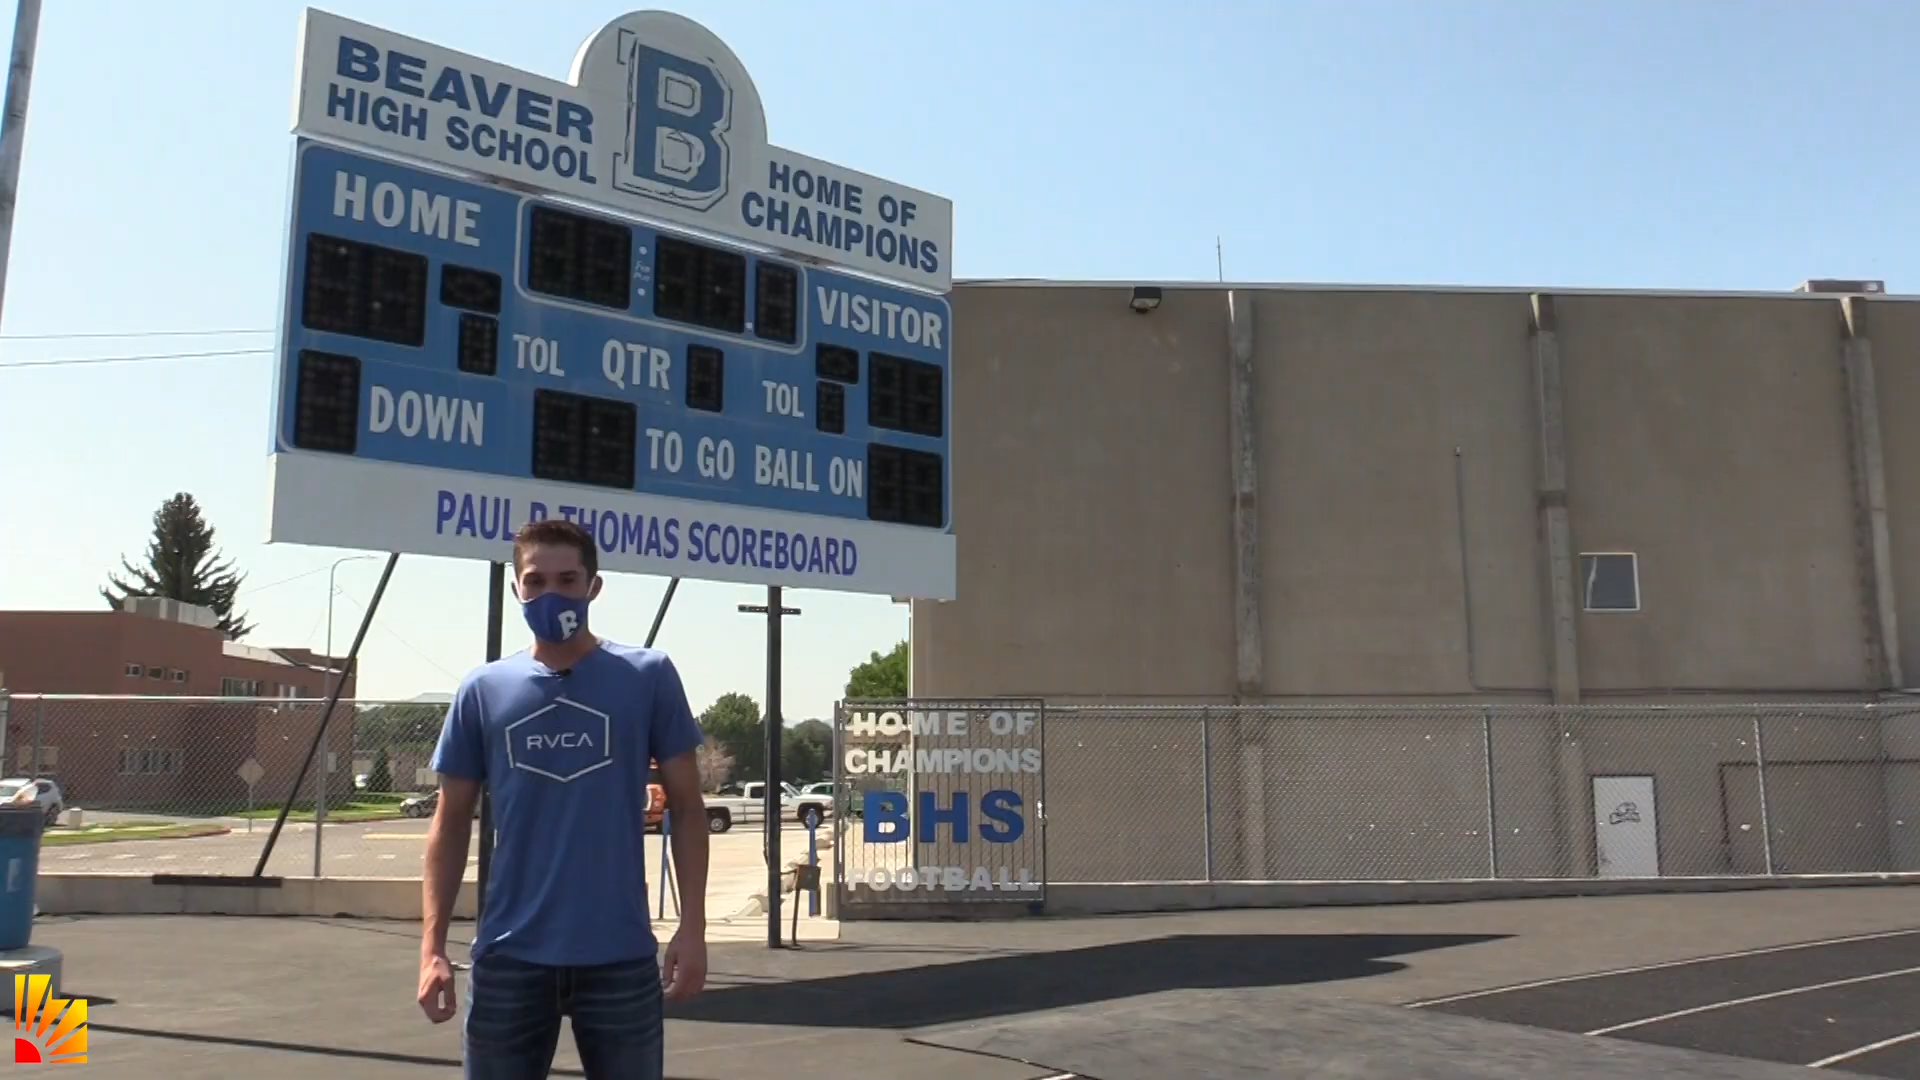 BEAVER
HIGH SCHOOL
B
HOME OF
CHAMPIONS
HOME
VISITOR
TOL
QTR
TOL
DOWN
TO GO
BALL ON
PAUL THOMAS SCOREBOARD
B
RVCA
HOME OF
CHAMPIONS
BHS
FOOTBALL